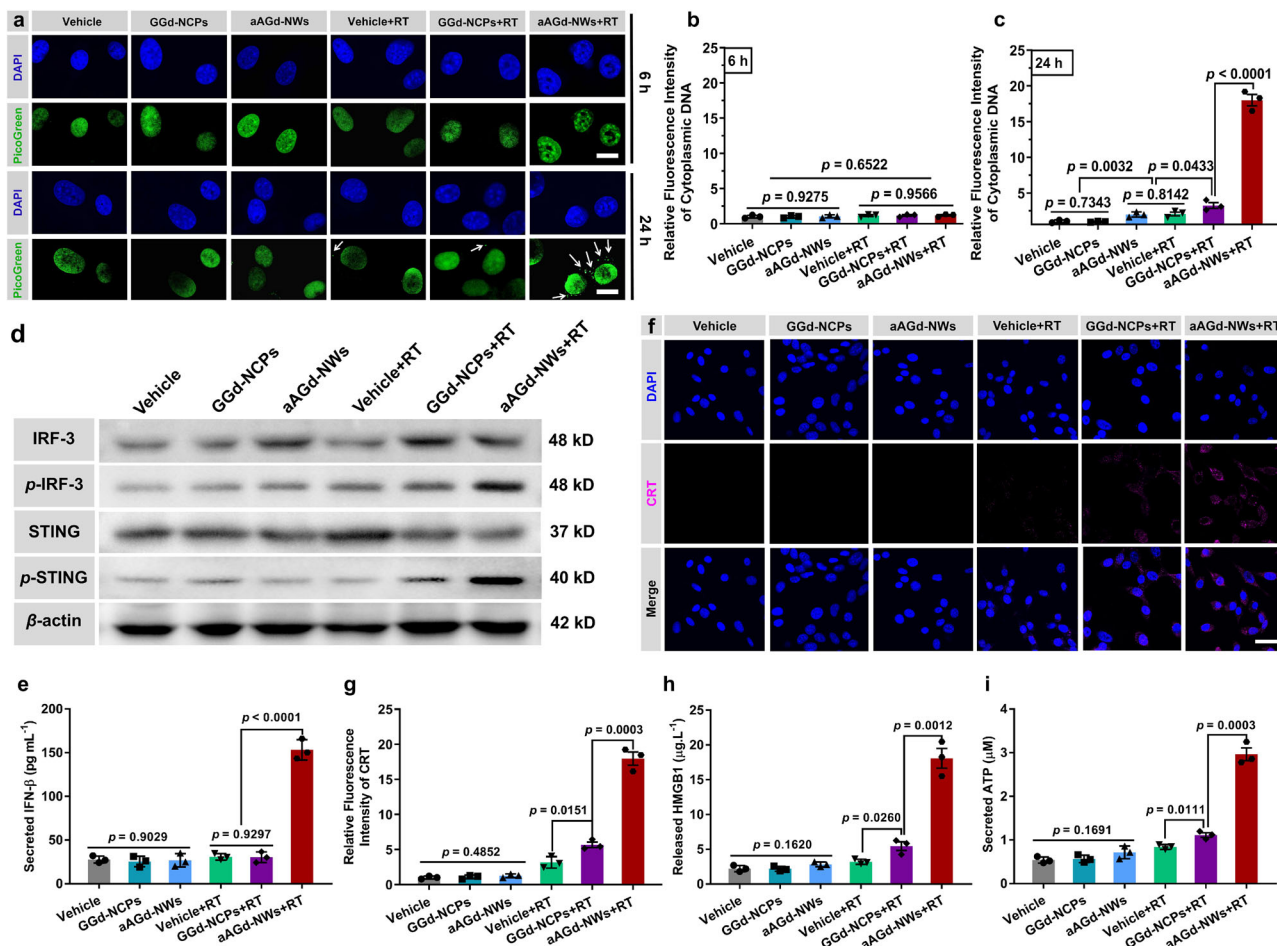 a
Vehicle GGd-NCPs aAGd-NWs Vehicle+RT GGd-NCPs+RT aAGd-NWs+RT
DAPI
PicoGreen
6 h
DAPI
PicoGreen
24 h
b
Relative Fluorescence Intensity
of Cytoplasmic DNA
25
20
15
10
5
0
6 h
p = 0.6522
p = 0.9275
p = 0.9566
Vehicle
GGd-NCPs
aAGd-NWs
Vehicle+RT
GGd-NCPs+RT
aAGd-NWs+RT
c
Relative Fluorescence Intensity
of Cytoplasmic DNA
25
20
15
10
5
0
24 h
p < 0.0001
p = 0.0032
p = 0.0433
p = 0.7343
p = 0.8142
Vehicle
GGd-NCPs
aAGd-NWs
Vehicle+RT
GGd-NCPs+RT
aAGd-NWs+RT
d
Vehicle
GGd-NCPs
aAGd-NWs
Vehicle+RT
GGd-NCPs+RT
aAGd-NWs+RT
IRF-3 48 kD
p-IRF-3 48 kD
STING 37 kD
p-STING 40 kD
β-actin 42 kD
f
Vehicle GGd-NCPs aAGd-NWs Vehicle+RT GGd-NCPs+RT aAGd-NWs+RT
DAPI
CRT
Merge
e
Secreted IFN-β (pg mL⁻¹)
200
150
100
50
0
p < 0.0001
p = 0.9029
p = 0.9297
Vehicle
GGd-NCPs
aAGd-NWs
Vehicle+RT
GGd-NCPs+RT
aAGd-NWs+RT
g
Relative Fluorescence
Intensity of CRT
25
20
15
10
5
0
p = 0.0003
p = 0.0151
p = 0.4852
Vehicle
GGd-NCPs
aAGd-NWs
Vehicle+RT
GGd-NCPs+RT
aAGd-NWs+RT
h
Released HMGB1 (μg.L⁻¹)
25
20
15
10
5
0
p = 0.0012
p = 0.0260
p = 0.1620
Vehicle
GGd-NCPs
aAGd-NWs
Vehicle+RT
GGd-NCPs+RT
aAGd-NWs+RT
i
Secreted ATP (μM)
4
3
2
1
0
p = 0.0003
p = 0.0111
p = 0.1691
Vehicle
GGd-NCPs
aAGd-NWs
Vehicle+RT
GGd-NCPs+RT
aAGd-NWs+RT